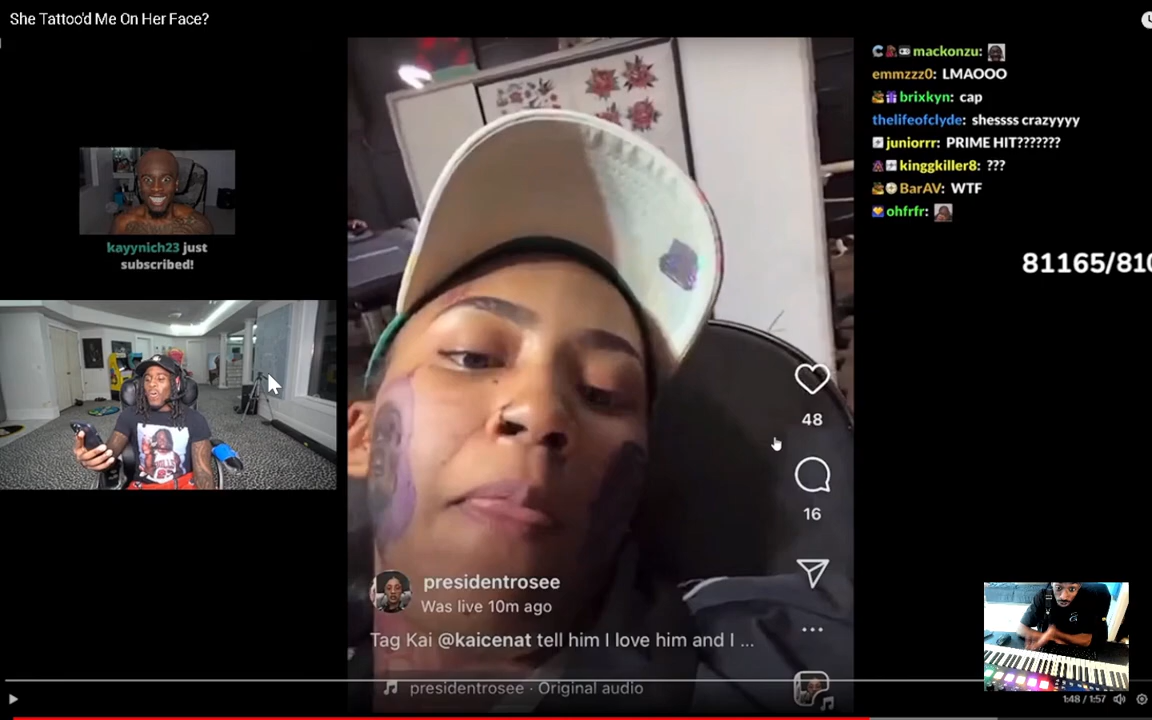 She Tattoo'd Me On Her Face?
mackonzu:
emmzzz0: LMAOOO
brixkyn: cap
thelifeofclyde: shessss crazyyyy
juniorrr: PRIME HIT???????
kinggkiller8: ???
BarAV: WTF
ohfrfr:
kayynich23 just
subscribed!
81165/810
48
16
presidentrosee
Was live 10m ago
Tag Kai @kaicenat tell him I love him and I ...
presidentrosee · Original audio
1:48 / 1:57